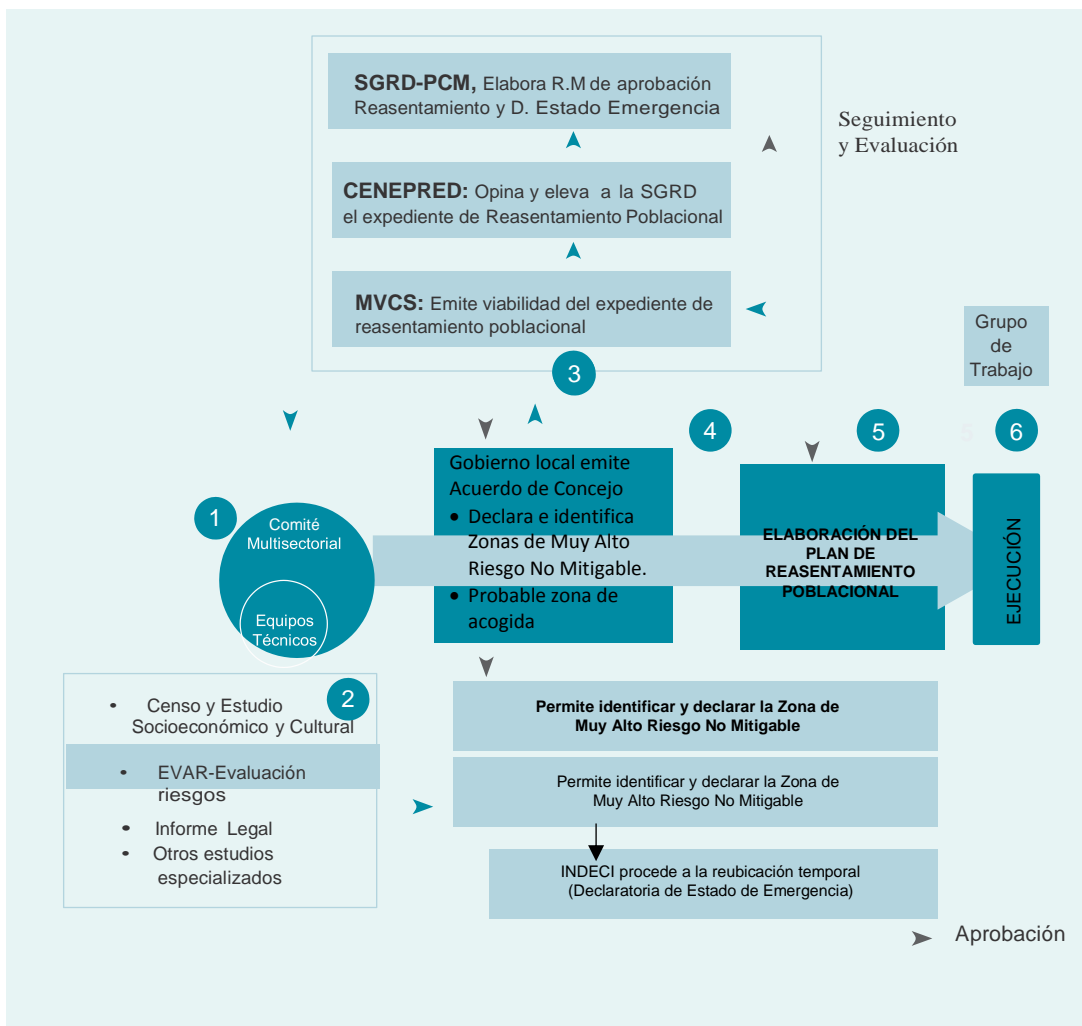 SGRD-PCM, Elabora R.M de aprobación
Reasentamiento y D. Estado Emergencia
Seguimiento
y Evaluación
CENEPRED: Opina y eleva a la SGRD
el expediente de Reasentamiento Poblacional
MVCS: Emite viabilidad del expediente de
reasentamiento poblacional
Grupo
de
Trabajo
3
4
5
5
6
Gobierno local emite
Acuerdo de Concejo
• Declara e identifica
Zonas de Muy Alto
Riesgo No Mitigable.
• Probable zona de
acogida
1
Comité
Multisectorial
Equipos
Técnicos
ELABORACIÓN DEL
PLAN DE
REASENTAMIENTO
POBLACIONAL
EJECUCIÓN
2
• Censo y Estudio
Socioeconómico y Cultural
• EVAR-Evaluación
riesgos
• Informe Legal
• Otros estudios
especializados
Permite identificar y declarar la Zona de
Muy Alto Riesgo No Mitigable
Permite identificar y declarar la Zona de
Muy Alto Riesgo No Mitigable
INDECI procede a la reubicación temporal
(Declaratoria de Estado de Emergencia)
Aprobación